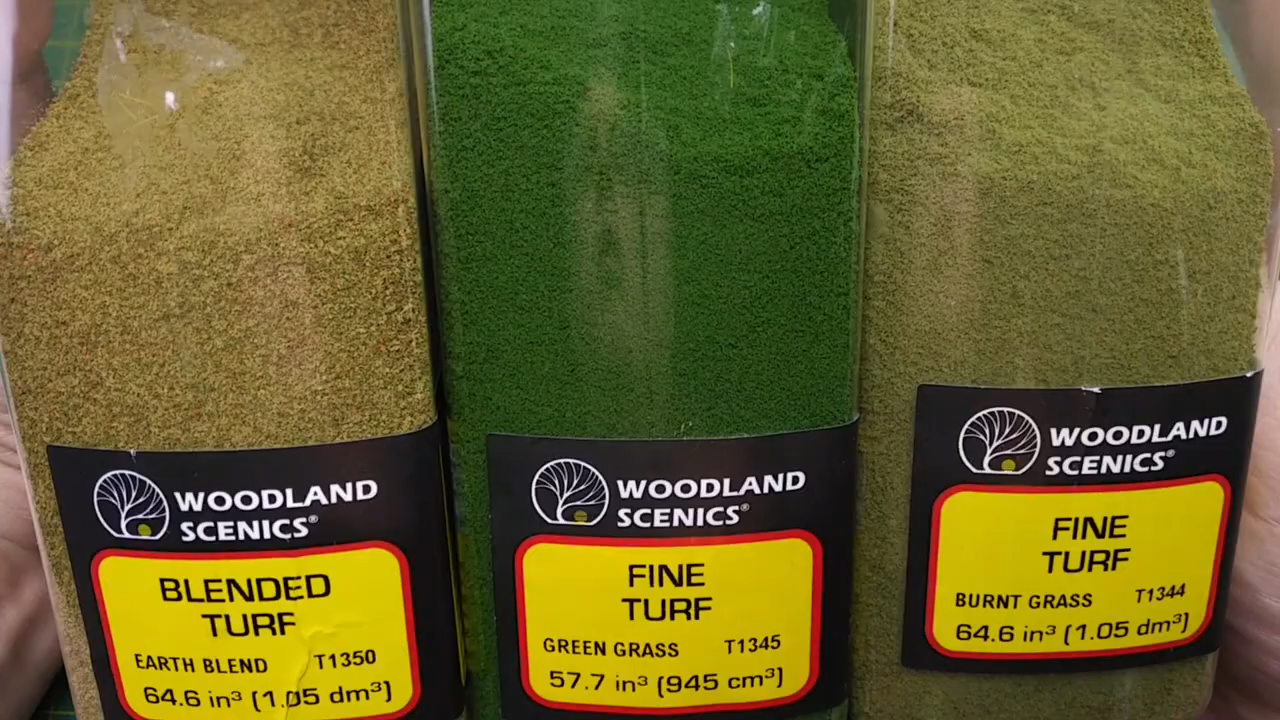 WOODLAND
SCENICS®
BLENDED
TURF
EARTH BLEND T1350
64.6 in³ (1.05 dm³)
WOODLAND
SCENICS®
FINE
TURF
GREEN GRASS T1345
57.7 in³ (945 cm³)
WOODLAND
SCENICS®
FINE
TURF
BURNT GRASS T1344
64.6 in³ (1.05 dm³)